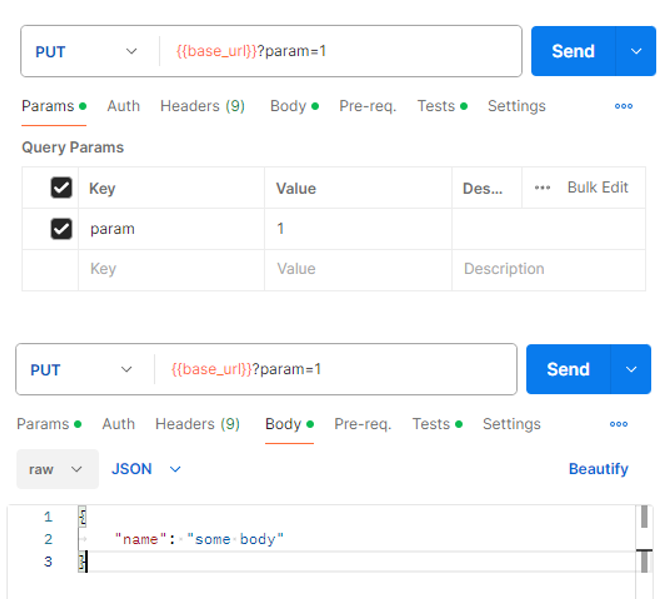 PUT {{base_url}}?param=1 Send
Params Auth Headers (9) Body Pre-req. Tests Settings
Query Params
Key Value Des... Bulk Edit
param 1
Key Value Description
PUT {{base_url}}?param=1 Send
Params Auth Headers (9) Body Pre-req. Tests Settings
raw JSON Beautify
1 {
2 "name": "some body"
3 }